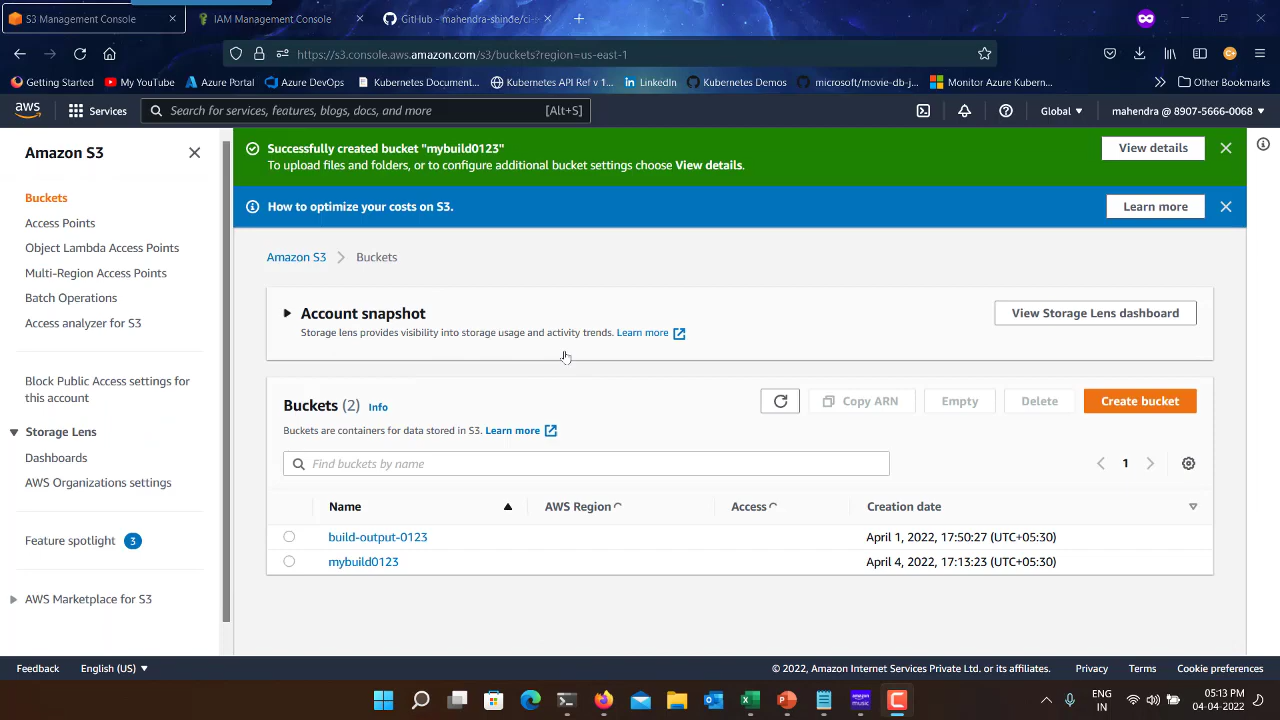 S3 Management Console
IAM Management Console
GitHub - mahendra-shinde/ci-se
https://s3.console.aws.amazon.com/s3/buckets?region=us-east-1
Getting Started
My YouTube
Azure Portal
Azure DevOps
Kubernetes Document...
Kubernetes API Ref v 1...
LinkedIn
Kubernetes Demos
microsoft/movie-db-j...
Monitor Azure Kubern...
Other Bookmarks
aws
Services
Search for services, features, blogs, docs, and more
[Alt+S]
Global
mahendra @ 8907-5666-0068
Amazon S3
Buckets
Access Points
Object Lambda Access Points
Multi-Region Access Points
Batch Operations
Access analyzer for S3
Block Public Access settings for
this account
Storage Lens
Dashboards
AWS Organizations settings
Feature spotlight 3
AWS Marketplace for S3
Successfully created bucket "mybuild0123"
To upload files and folders, or to configure additional bucket settings choose View details.
View details
How to optimize your costs on S3.
Learn more
Amazon S3 Buckets
Account snapshot
Storage lens provides visibility into storage usage and activity trends. Learn more
View Storage Lens dashboard
Buckets (2) Info
Buckets are containers for data stored in S3. Learn more
Copy ARN
Empty
Delete
Create bucket
Find buckets by name
1
Name AWS Region Access Creation date
build-output-0123 April 1, 2022, 17:50:27 (UTC+05:30)
mybuild0123 April 4, 2022, 17:13:23 (UTC+05:30)
Feedback
English (US)
© 2022, Amazon Internet Services Private Ltd. or its affiliates.
Privacy
Terms
Cookie preferences
ENG
IN
05:13 PM
04-04-2022